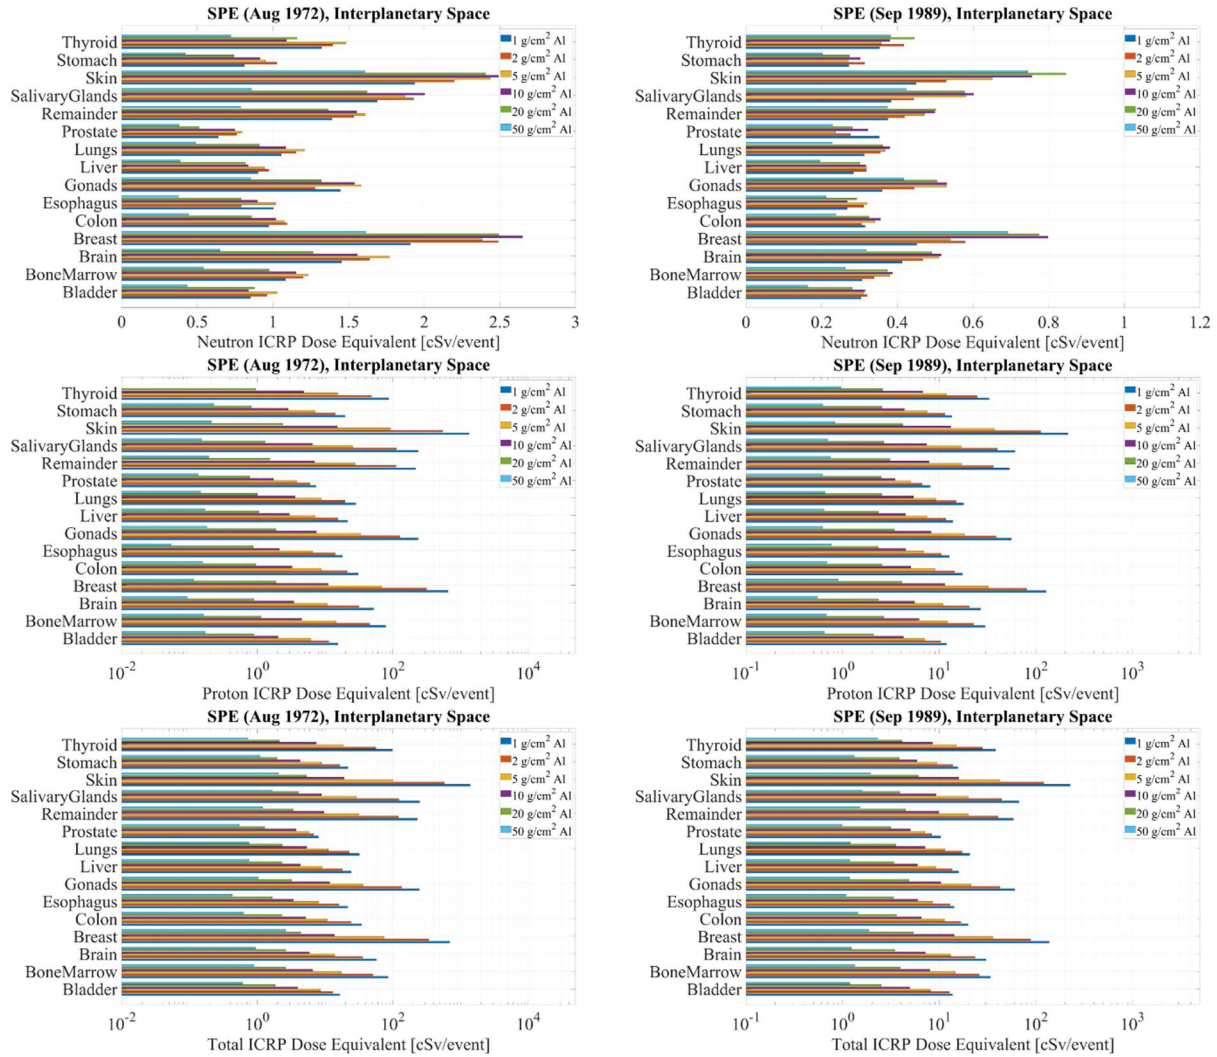 SPE (Aug 1972), Interplanetary Space
Thyroid
Stomach
Skin
SalivaryGlands
Remainder
Prostate
Lungs
Liver
Gonads
Esophagus
Colon
Breast
Brain
BoneMarrow
Bladder
1 g/cm² Al
2 g/cm² Al
5 g/cm² Al
10 g/cm² Al
20 g/cm² Al
50 g/cm² Al
0 0.5 1 1.5 2 2.5 3
Neutron ICRP Dose Equivalent [cSv/event]
SPE (Sep 1989), Interplanetary Space
Thyroid
Stomach
Skin
SalivaryGlands
Remainder
Prostate
Lungs
Liver
Gonads
Esophagus
Colon
Breast
Brain
BoneMarrow
Bladder
1 g/cm² Al
2 g/cm² Al
5 g/cm² Al
10 g/cm² Al
20 g/cm² Al
50 g/cm² Al
0 0.2 0.4 0.6 0.8 1 1.2
Neutron ICRP Dose Equivalent [cSv/event]
SPE (Aug 1972), Interplanetary Space
Thyroid
Stomach
Skin
SalivaryGlands
Remainder
Prostate
Lungs
Liver
Gonads
Esophagus
Colon
Breast
Brain
BoneMarrow
Bladder
1 g/cm² Al
2 g/cm² Al
5 g/cm² Al
10 g/cm² Al
20 g/cm² Al
50 g/cm² Al
10⁻² 10⁰ 10² 10⁴
Proton ICRP Dose Equivalent [cSv/event]
SPE (Sep 1989), Interplanetary Space
Thyroid
Stomach
Skin
SalivaryGlands
Remainder
Prostate
Lungs
Liver
Gonads
Esophagus
Colon
Breast
Brain
BoneMarrow
Bladder
1 g/cm² Al
2 g/cm² Al
5 g/cm² Al
10 g/cm² Al
20 g/cm² Al
50 g/cm² Al
10⁻¹ 10⁰ 10¹ 10² 10³
Proton ICRP Dose Equivalent [cSv/event]
SPE (Aug 1972), Interplanetary Space
Thyroid
Stomach
Skin
SalivaryGlands
Remainder
Prostate
Lungs
Liver
Gonads
Esophagus
Colon
Breast
Brain
BoneMarrow
Bladder
1 g/cm² Al
2 g/cm² Al
5 g/cm² Al
10 g/cm² Al
20 g/cm² Al
50 g/cm² Al
10⁻² 10⁰ 10² 10⁴
Total ICRP Dose Equivalent [cSv/event]
SPE (Sep 1989), Interplanetary Space
Thyroid
Stomach
Skin
SalivaryGlands
Remainder
Prostate
Lungs
Liver
Gonads
Esophagus
Colon
Breast
Brain
BoneMarrow
Bladder
1 g/cm² Al
2 g/cm² Al
5 g/cm² Al
10 g/cm² Al
20 g/cm² Al
50 g/cm² Al
10⁻¹ 10⁰ 10¹ 10² 10³
Total ICRP Dose Equivalent [cSv/event]